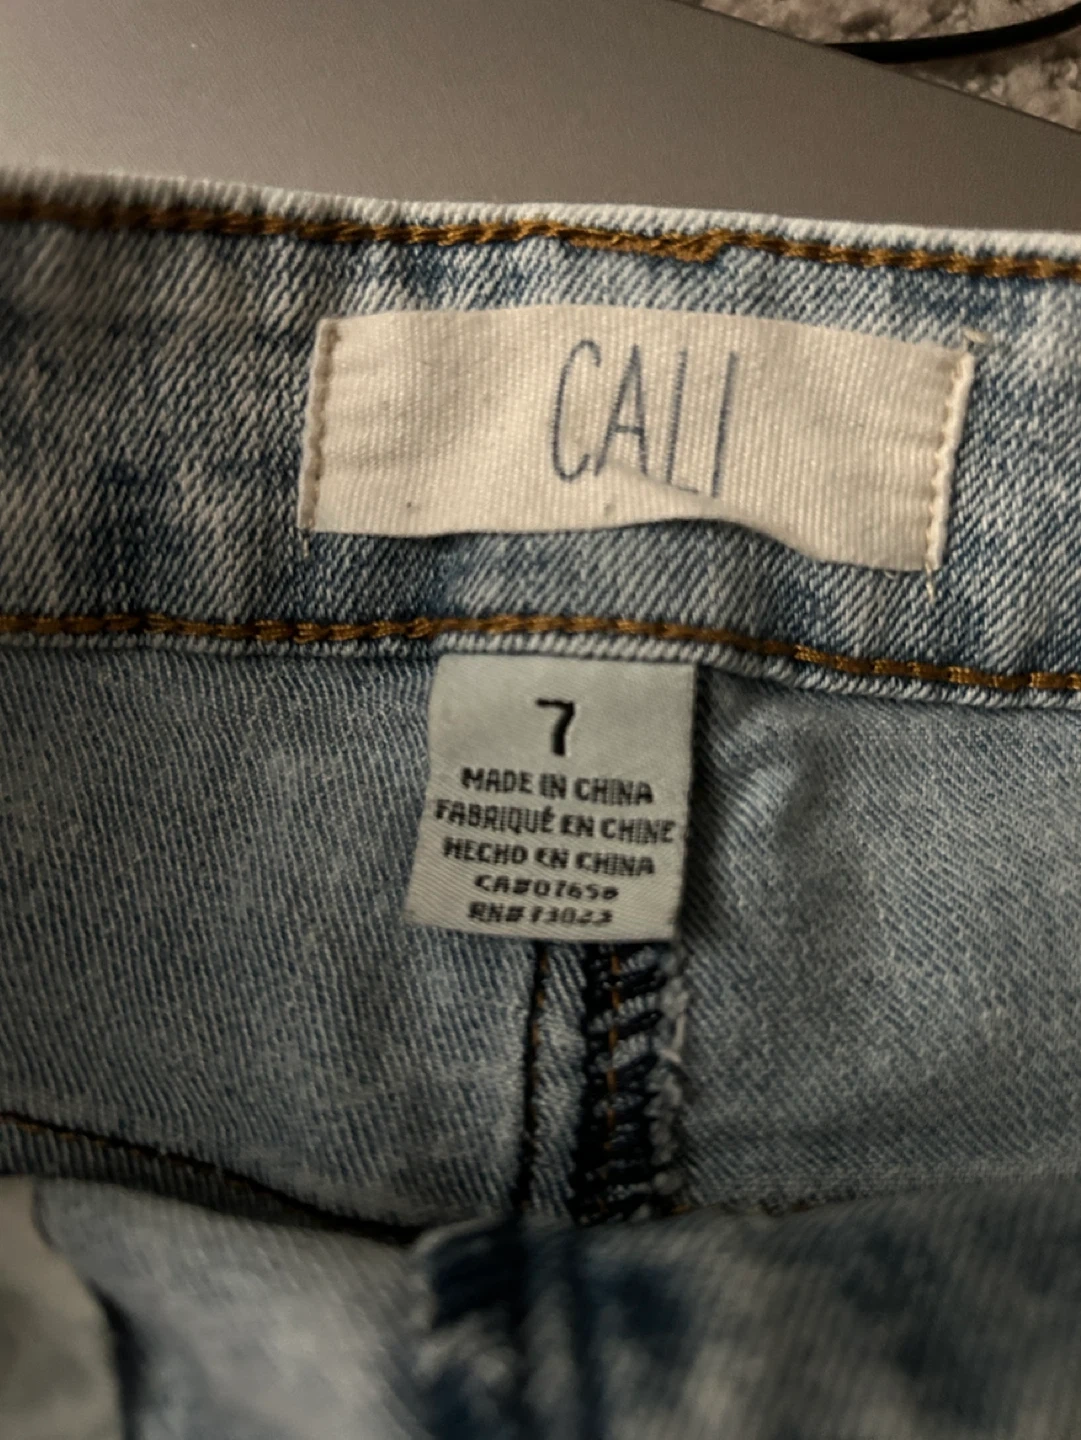 CALI
7
MADE IN CHINA
FABRIQUÉ EN CHINE
HECHO EN CHINA
CA#07658
RN#73023